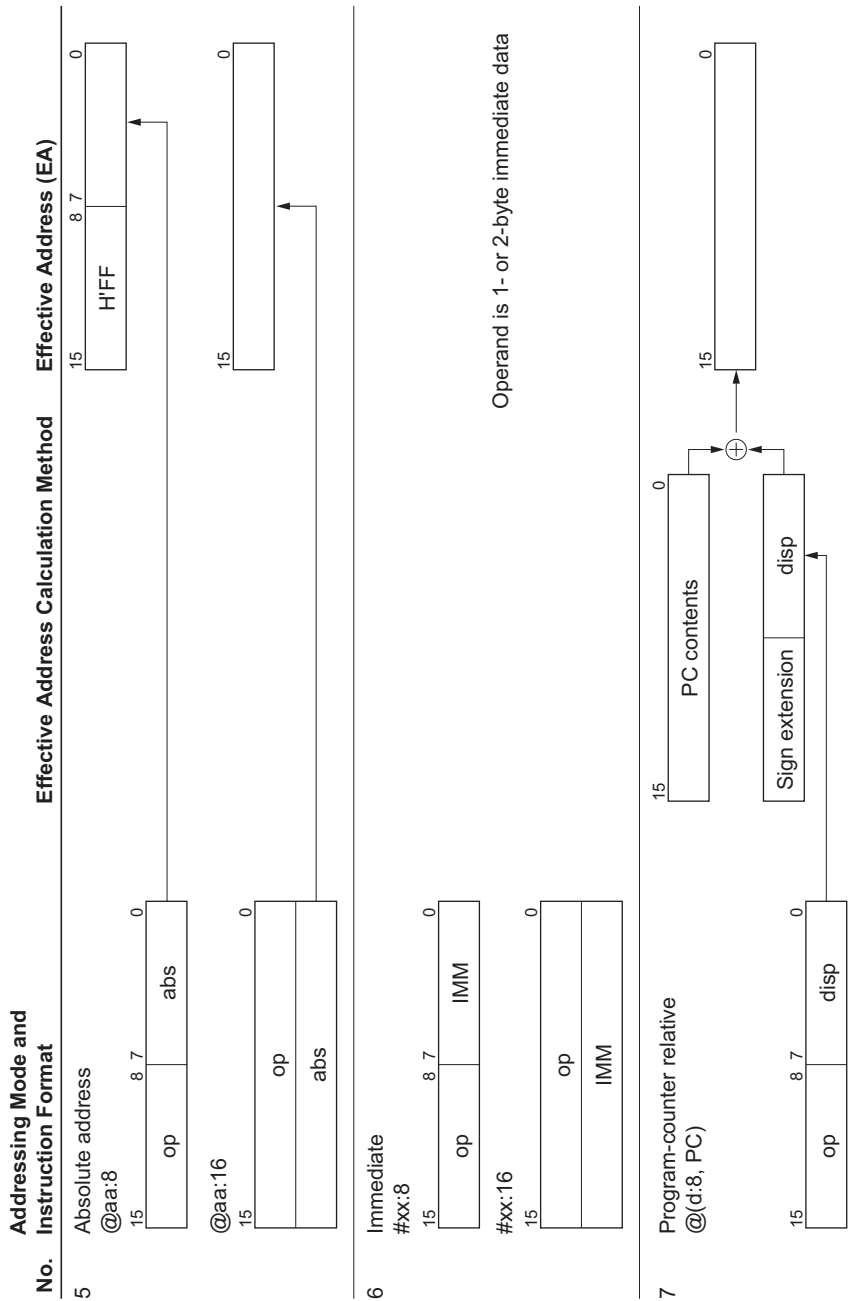 Addressing Mode and
No. Instruction Format Effective Address Calculation Method Effective Address (EA)
5 Absolute address
@aa:8
15 8 7 0
op abs
15 8 7 0
H'FF
@aa:16
15 0
op
abs
15 0
6 Immediate
#xx:8
15 8 7 0
op IMM
Operand is 1- or 2-byte immediate data
#xx:16
15 0
op
IMM
7 Program-counter relative
@(d:8, PC)
15 0
PC contents
15 0
Sign extension disp
15 8 7 0
op disp